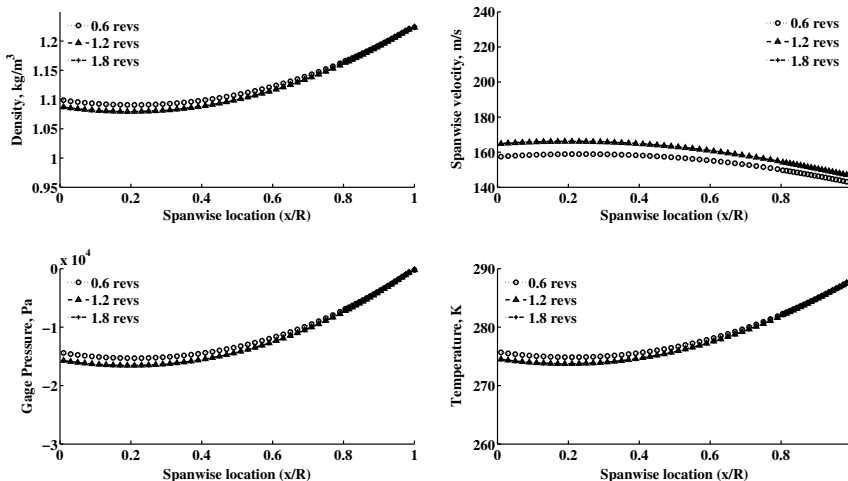 1.2
1.15
1.1
1.05
1
0.95
Density, kg/m3
0.6 revs
1.2 revs
1.8 revs
0 0.2 0.4 0.6 0.8 1
Spanwise location (x/R)
240
220
200
180
160
140
Spanwise velocity, m/s
0.6 revs
1.2 revs
1.8 revs
0 0.2 0.4 0.6 0.8
Spanwise location (x/R)
x 10^4
0
−1
−2
−3
Gage Pressure, Pa
0.6 revs
1.2 revs
1.8 revs
0 0.2 0.4 0.6 0.8 1
Spanwise location (x/R)
290
280
270
260
Temperature, K
0.6 revs
1.2 revs
1.8 revs
0 0.2 0.4 0.6 0.8
Spanwise location (x/R)